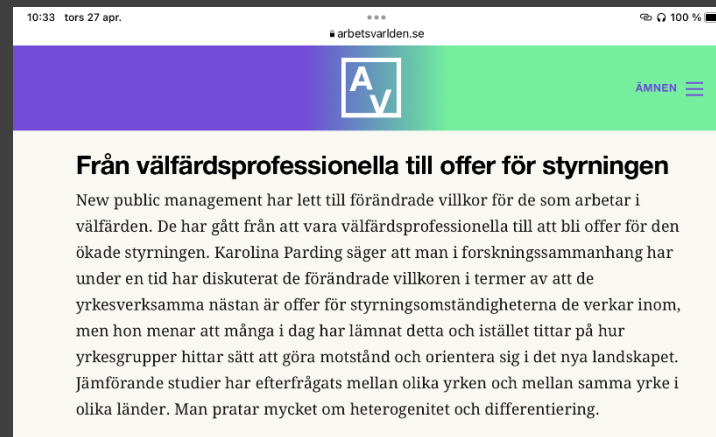 10:33 tors 27 apr.
100 %
arbetsvarlden.se
A
V
ÄMNEN
Från välfärdsprofessionella till offer för styrningen
New public management har lett till förändrade villkor för de som arbetar i
välfärden. De har gått från att vara välfärdsprofessionella till att bli offer för den
ökade styrningen. Karolina Parding säger att man i forskningssammanhang har
under en tid har diskuterat de förändrade villkoren i termer av att de
yrkesverksamma nästan är offer för styrningsomständigheterna de verkar inom,
men hon menar att många i dag har lämnat detta och istället tittar på hur
yrkesgrupper hittar sätt att göra motstånd och orientera sig i det nya landskapet.
Jämförande studier har efterfrågats mellan olika yrken och mellan samma yrke i
olika länder. Man pratar mycket om heterogenitet och differentiering.